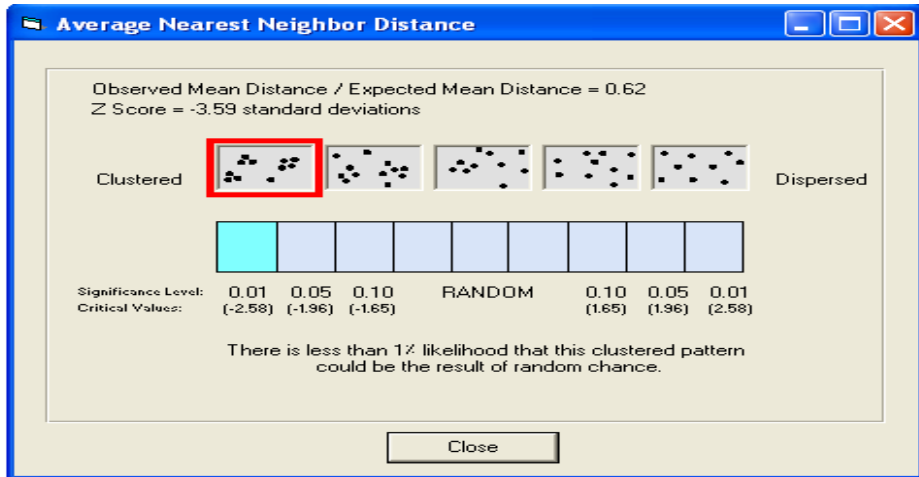 Average Nearest Neighbor Distance
Observed Mean Distance / Expected Mean Distance = 0.62
Z Score = -3.59 standard deviations
Clustered
Dispersed
Significance Level: 0.01 0.05 0.10 RANDOM 0.10 0.05 0.01
Critical Values: (-2.58) (-1.96) (-1.65) (1.65) (1.96) (2.58)
There is less than 1% likelihood that this clustered pattern
could be the result of random chance.
Close